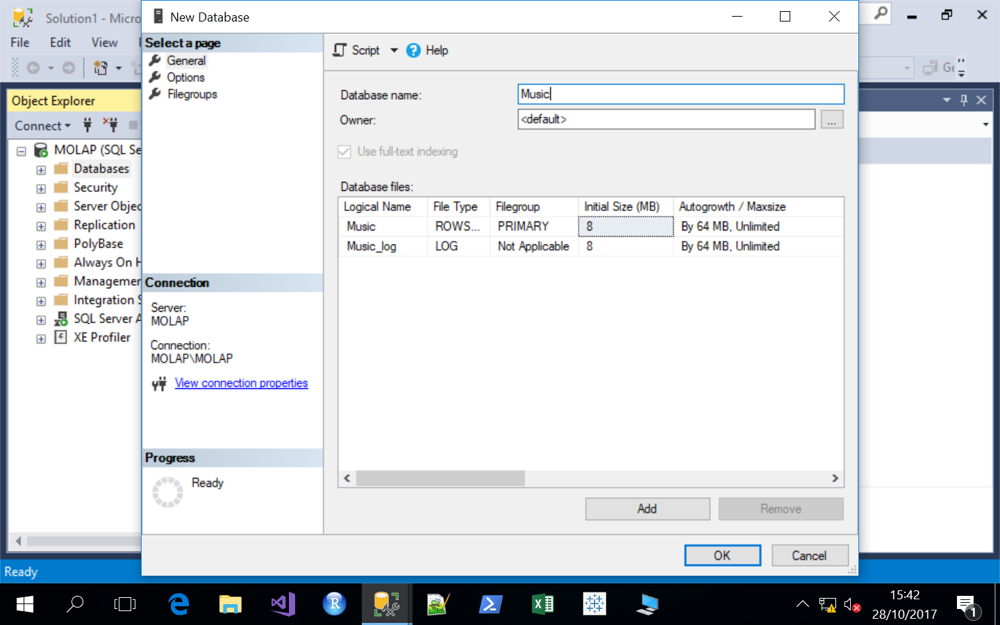 Solution1 - Micro
New Database
File Edit View
Select a page
General
Options
Filegroups
Script Help
Database name: Music
Owner: <default> ...
Use full-text indexing
Database files:
Logical Name File Type Filegroup Initial Size (MB) Autogrowth / Maxsize
Music ROWS... PRIMARY 8 By 64 MB, Unlimited
Music_log LOG Not Applicable 8 By 64 MB, Unlimited
Object Explorer
Connect
MOLAP (SQL Se
Databases
Security
Server Objec
Replication
PolyBase
Always On H
Managemen
Integration S
SQL Server A
XE Profiler
Connection
Server:
MOLAP
Connection:
MOLAP\MOLAP
View connection properties
Progress
Ready
Add Remove
OK Cancel
Ready
15:42
28/10/2017
1